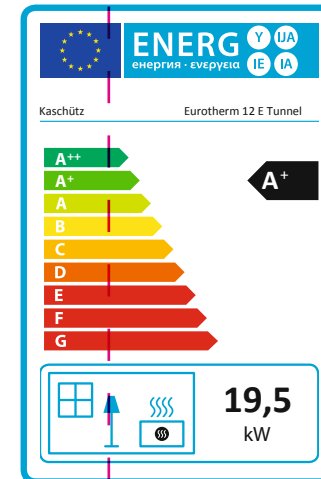 ENERG Y IJA
енергия · ενεργεια IE IA
Kaschütz Eurotherm 12 E Tunnel
A++
A+ A+
A
B
C
D
E
F
G
19,5
kW